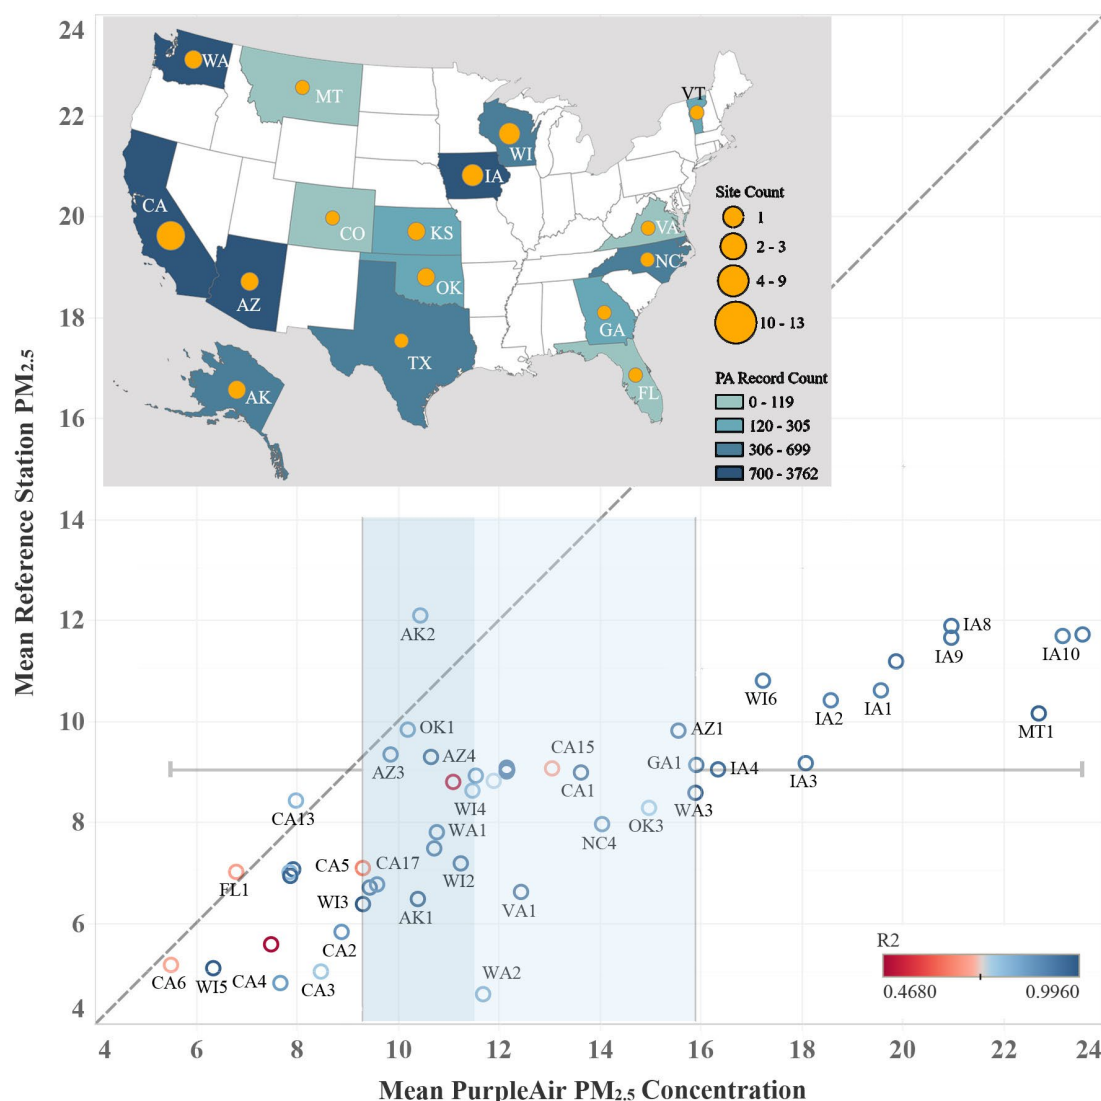 24
22
20
18
16
14
12
10
8
6
4
Mean Reference Station PM2.5
WA
MT
VT
WI
IA
CA
CO
KS
VA
NC
AZ
OK
GA
TX
FL
AK
Site Count
1
2 - 3
4 - 9
10 - 13
PA Record Count
0 - 119
120 - 305
306 - 699
700 - 3762
AK2
IA8
IA9
IA10
WI6
IA2
IA1
MT1
OK1
AZ1
AZ3
AZ4
CA15
GA1
IA4
IA3
CA1
CA13
WI4
WA3
OK3
WA1
NC4
CA5
CA17
WI2
FL1
WI3
AK1
VA1
CA2
WA2
CA6
WI5
CA4
CA3
R2
0.4680
0.9960
4
6
8
10
12
14
16
18
20
22
24
Mean PurpleAir PM2.5 Concentration